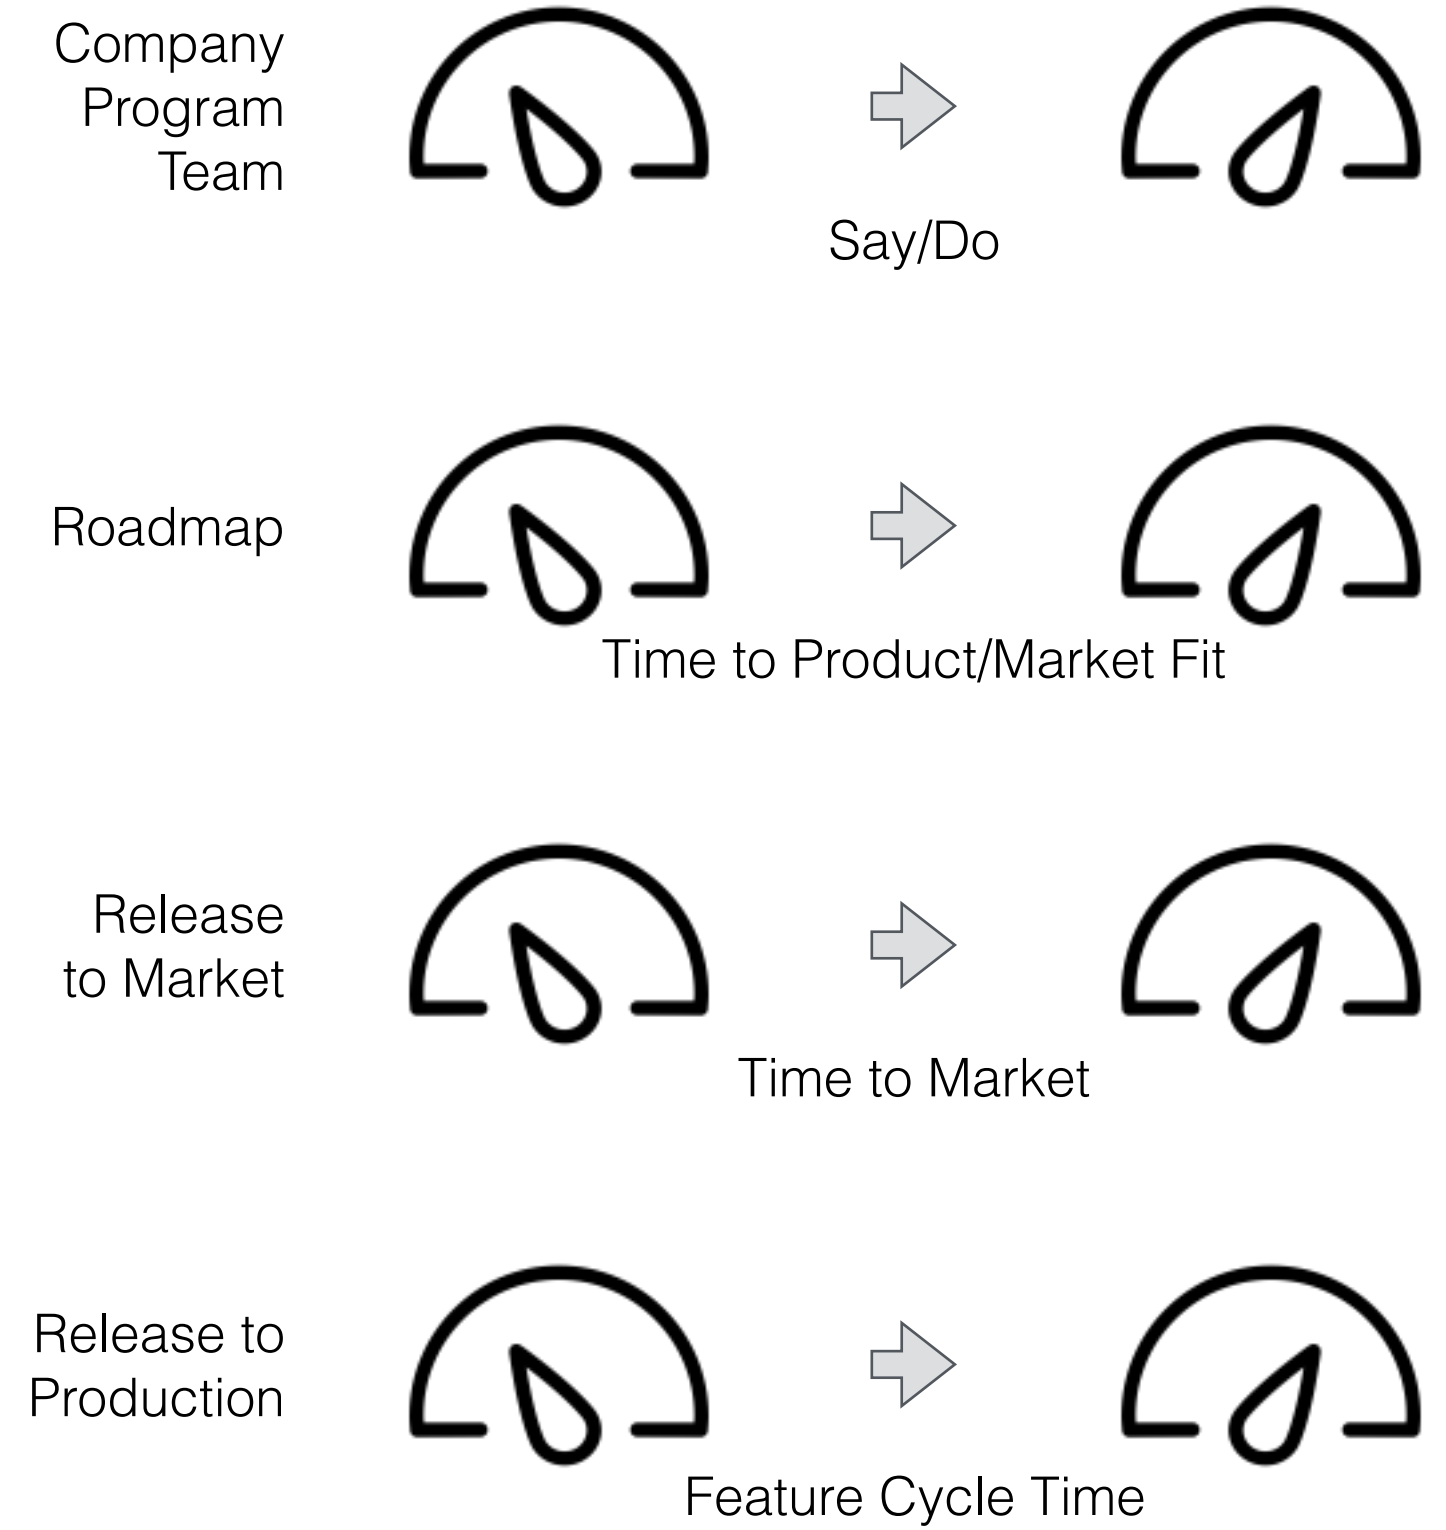 Company
Program
Team
Say/Do
Roadmap
Time to Product/Market Fit
Release
to Market
Time to Market
Release to
Production
Feature Cycle Time